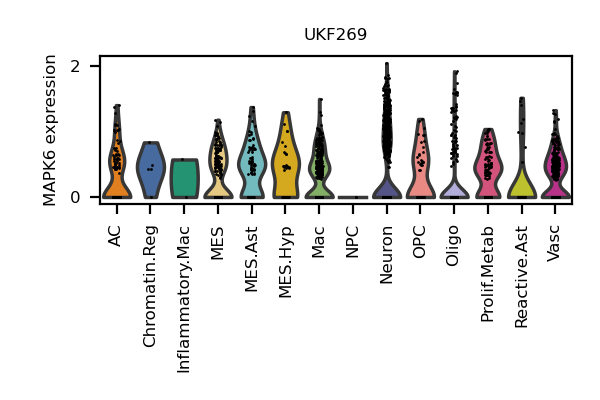 UKF269
MAPK6 expression
2
0
AC
Chromatin.Reg
Inflammatory.Mac
MES
MES.Ast
MES.Hyp
Mac
NPC
Neuron
OPC
Oligo
Prolif.Metab
Reactive.Ast
Vasc